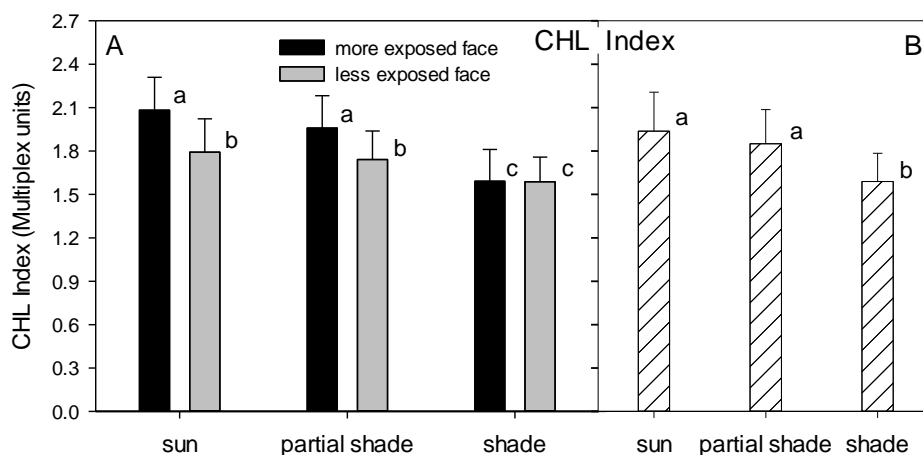 CHL Index (Multiplex units)
2.7
2.4
2.1
1.8
1.5
1.2
0.9
0.6
0.3
0.0
A
more exposed face
less exposed face
CHL Index
B
a
b
a
b
c
c
a
a
b
sun
partial shade
shade
sun
partial shade
shade